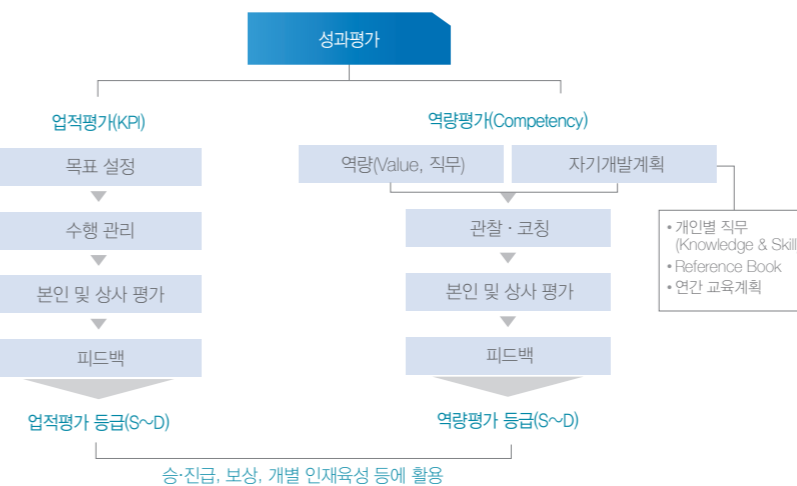 성과평가
업적평가(KPI)
목표 설정
수행 관리
본인 및 상사 평가
피드백
업적평가 등급(S~D)
역량평가(Competency)
역량(Value, 직무)
자기개발계획
• 개인별 직무
(Knowledge & Skill
• Reference Book
• 연간 교육계획
관찰 · 코칭
본인 및 상사 평가
피드백
역량평가 등급(S~D)
승·진급, 보상, 개별 인재육성 등에 활용